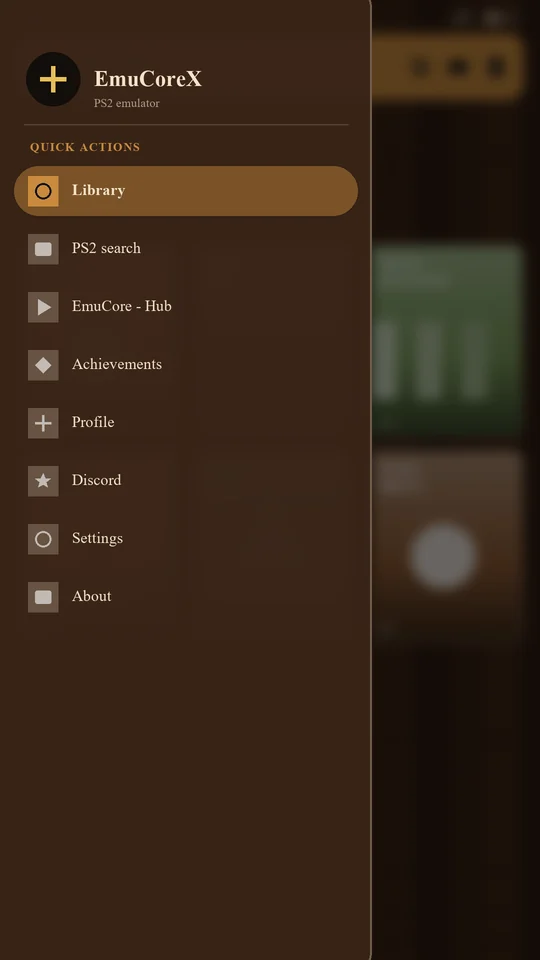 EmuCoreX
PS2 emulator
QUICK ACTIONS
Library
PS2 search
EmuCore - Hub
Achievements
Profile
Discord
Settings
About